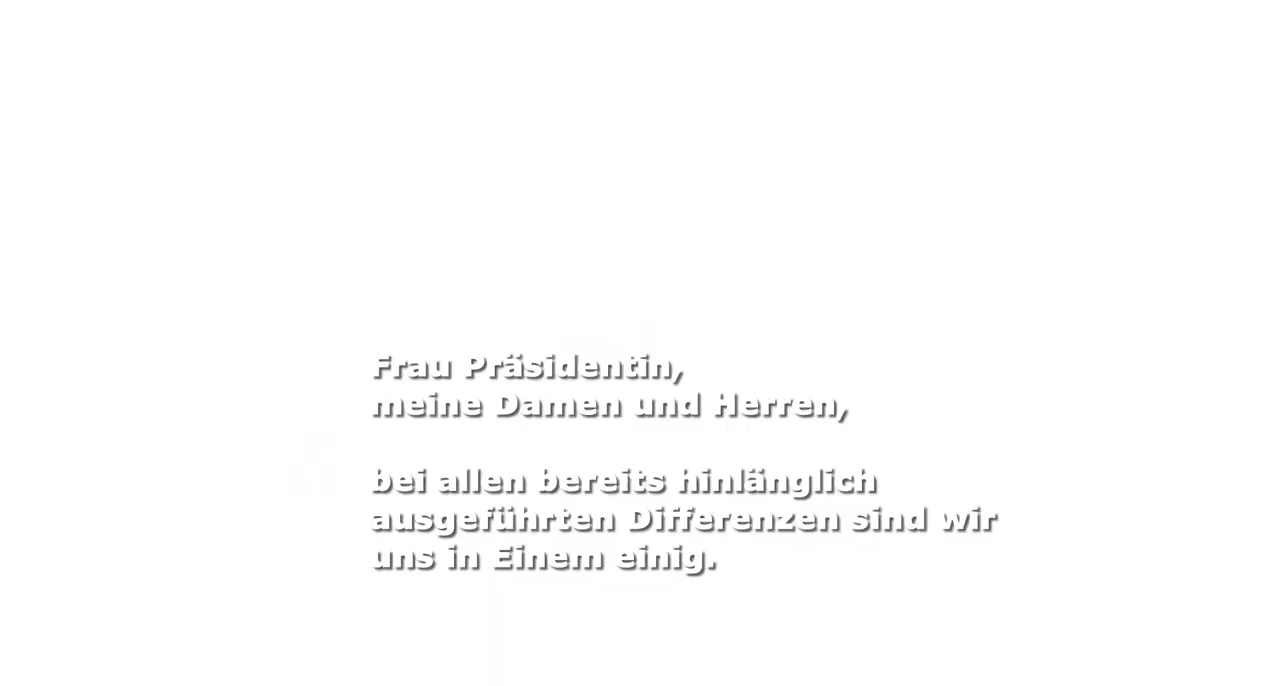 Frau Präsidentin,
meine Damen und Herren,
bei allen bereits hinlänglich
ausgeführten Differenzen sind wir
uns in Einem einig.